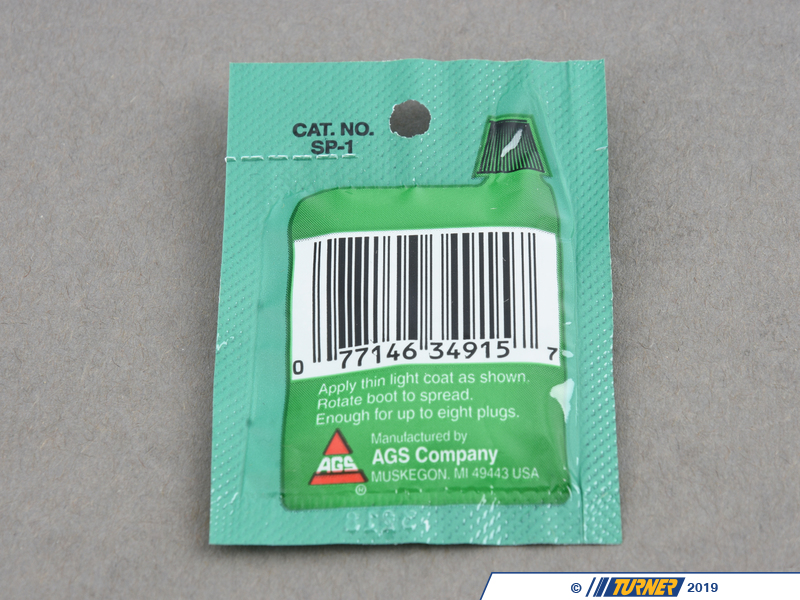 CAT. NO.
SP-1
0 77146 34915 7
Apply thin light coat as shown.
Rotate boot to spread.
Enough for up to eight plugs.
AGS
®
Manufactured by
AGS Company
MUSKEGON, MI 49443 USA
© TURNER 2019